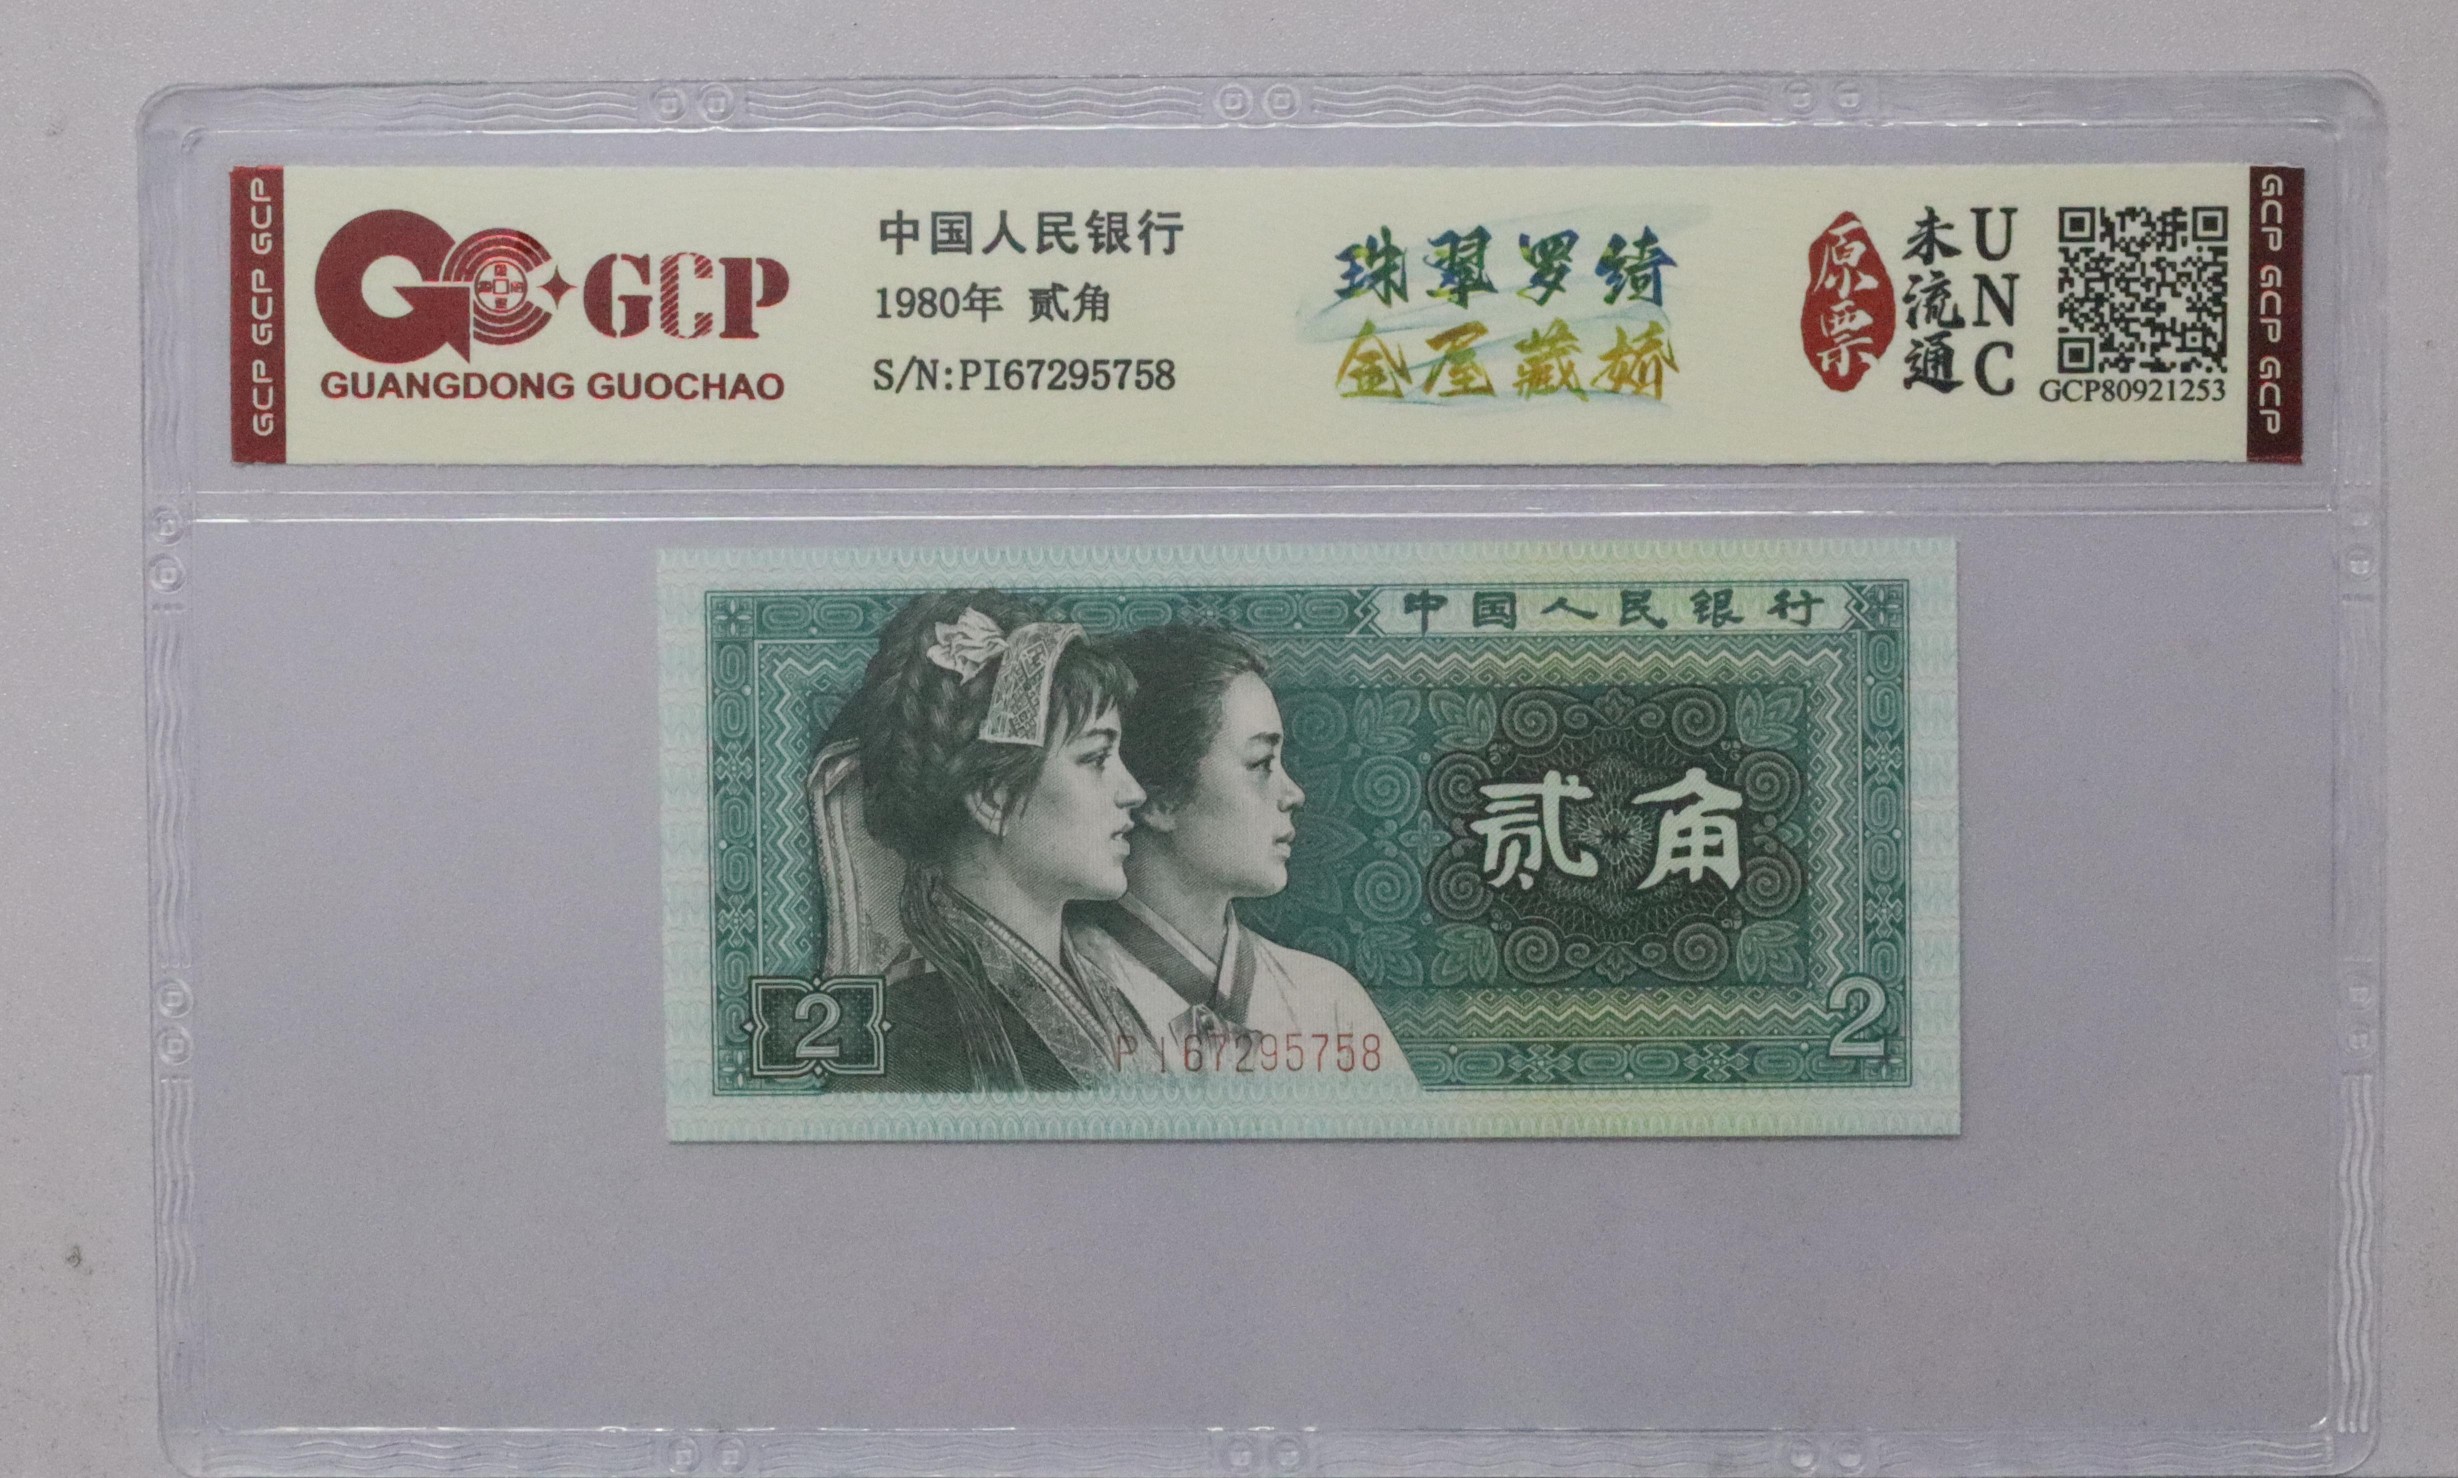 GCP GCP GCP
GCP
GUANGDONG GUOCHAO
中国人民银行
1980年 贰角
S/N:PI67295758
珠翠罗绮
金屋藏娇
原票
未流通
UNC
GCP80921253
GCP GCP GCP
中国人民银行
贰角
2
2
PI67295758